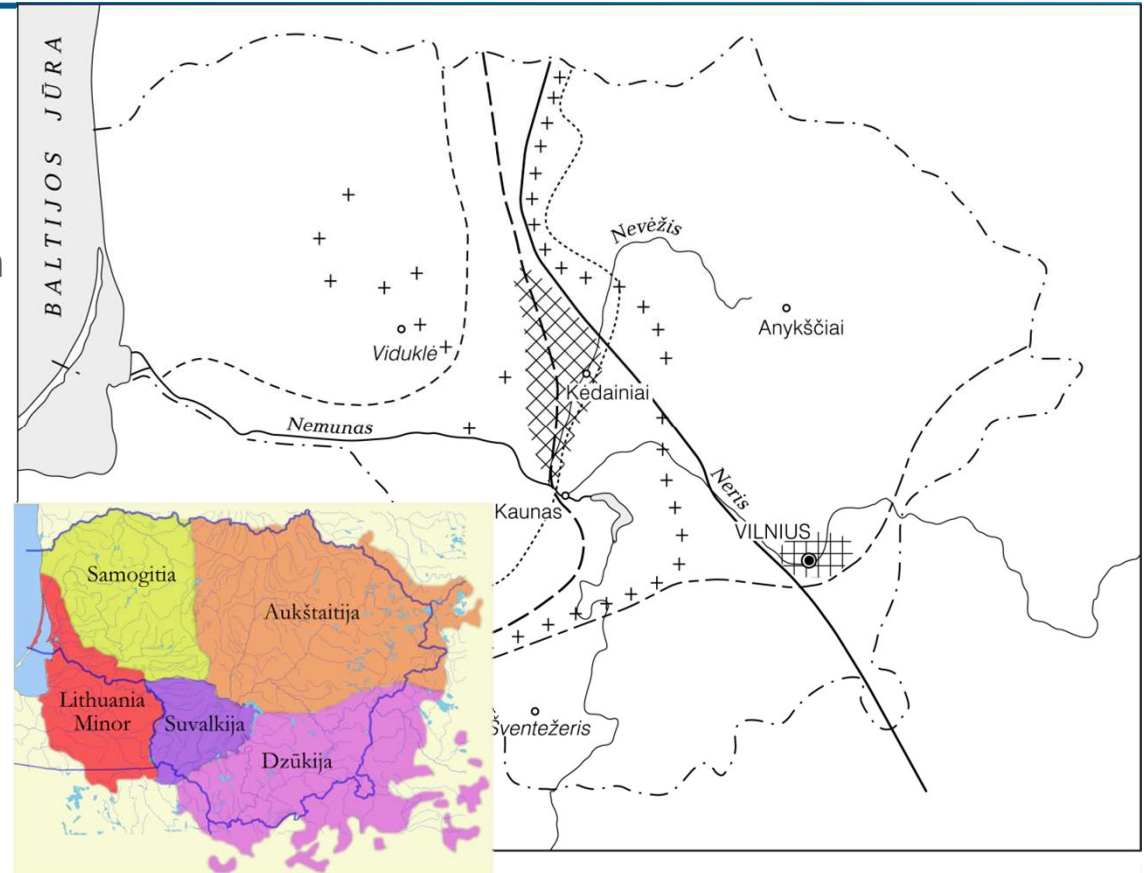 BALTIJOS JŪRA
Nevėžis
Anykščiai
Viduklė
Kėdainiai
Nemunas
Neris
Kaunas
VILNIUS
Samogitia
Aukštaitija
Lithuania
Minor
Suvalkija
Šventežeris
Dzūkija